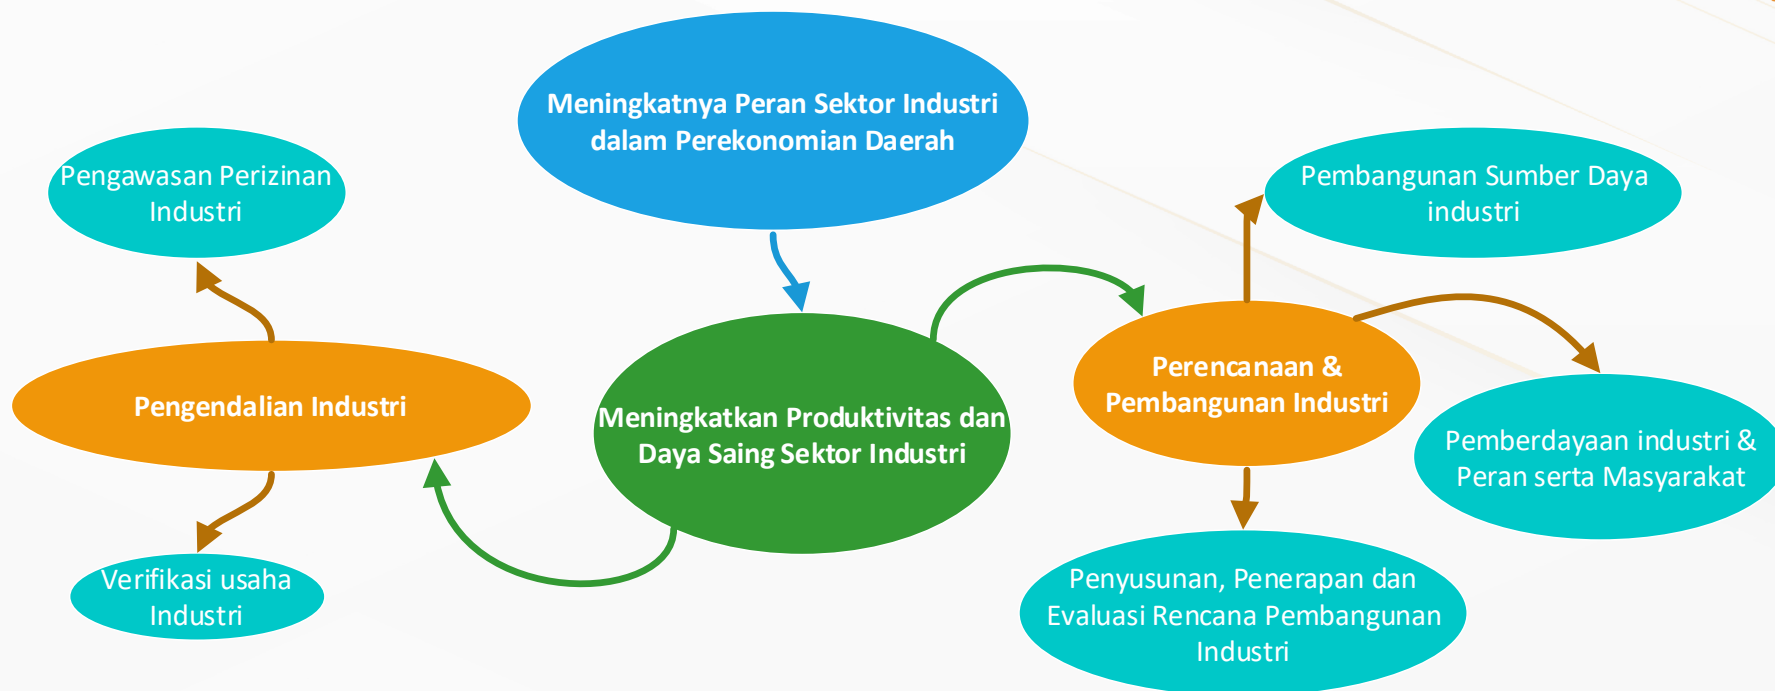 Meningkatnya Peran Sektor Industri
dalam Perekonomian Daerah
Pengawasan Perizinan
Industri
Pembangunan Sumber Daya
industri
Pengendalian Industri
Meningkatkan Produktivitas dan
Daya Saing Sektor Industri
Perencanaan &
Pembangunan Industri
Pemberdayaan industri &
Peran serta Masyarakat
Verifikasi usaha
Industri
Penyusunan, Penerapan dan
Evaluasi Rencana Pembangunan
Industri